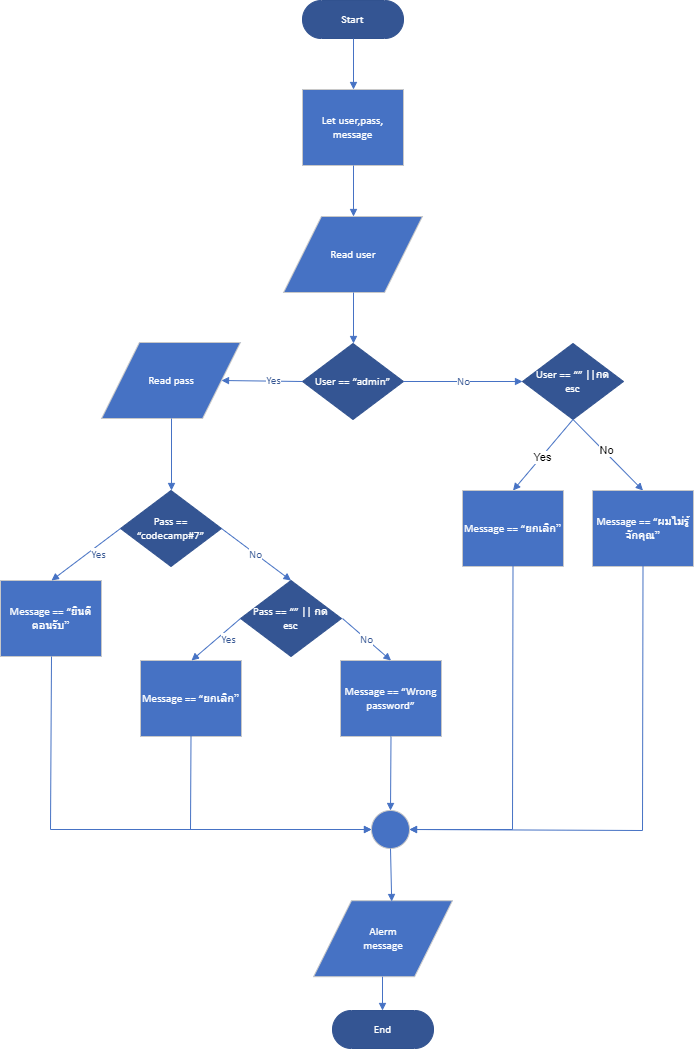 Start
Let user,pass,
message
Read user
Read pass
Yes
User == “admin”
No
User == “” ||กด
esc
Yes
No
Pass ==
“codecamp#7”
Message == “ยกเลิก”
Message == “ผมไม่รู้
จักคุณ”
Yes
No
Message == “ยินดี
ตอนรับ”
Pass == “” || กด
esc
Yes
No
Message == “ยกเลิก”
Message == “Wrong
password”
Alerm
message
End